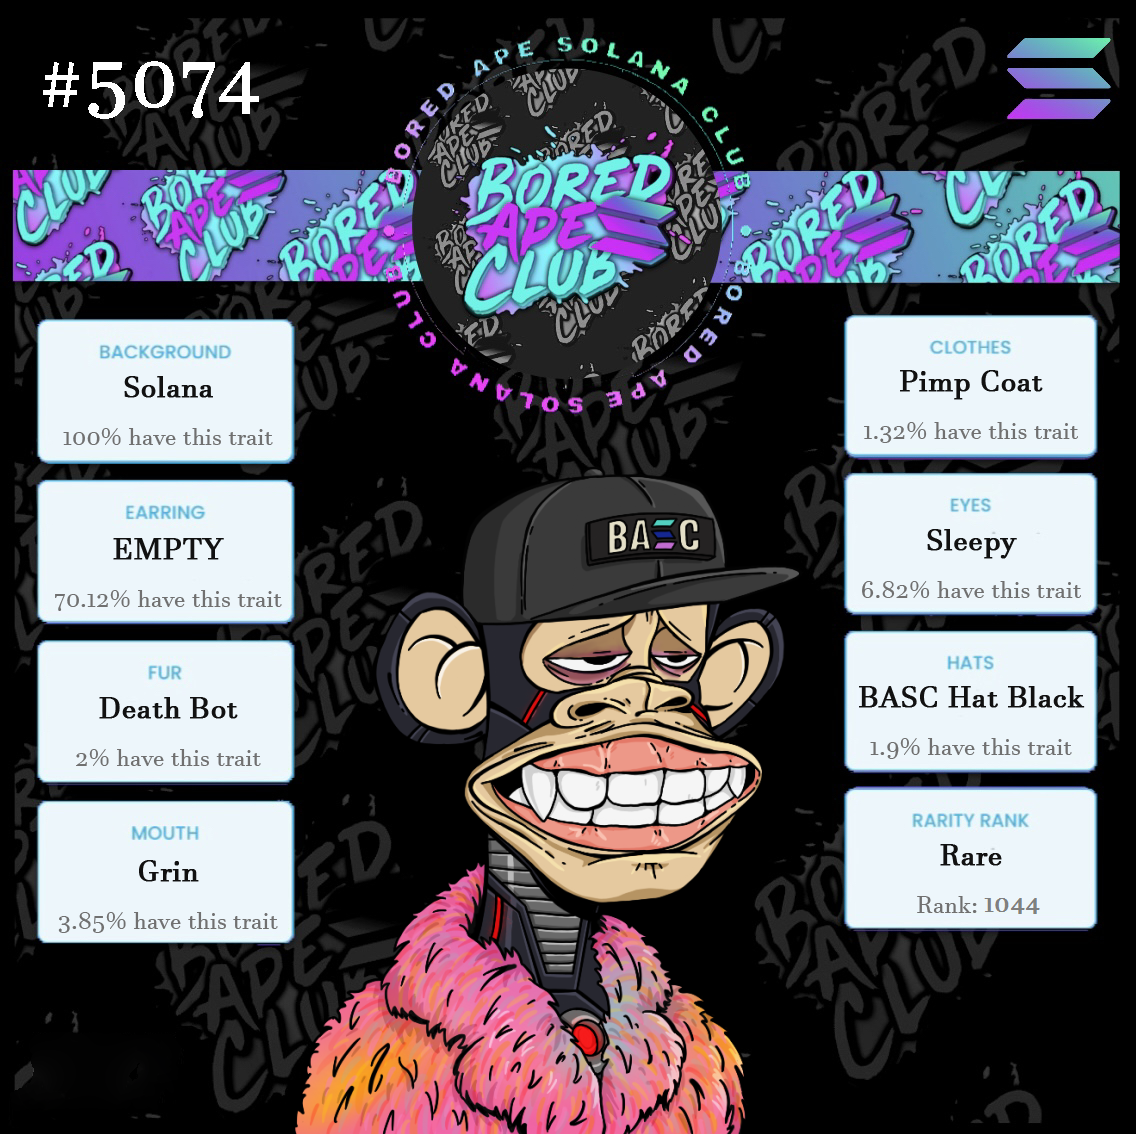 #5074
BORED APE SOLANA CLUB
BORED APE SOLANA CLUB
BORED
APE
CLUB
BACKGROUND
Solana
100% have this trait
EARRING
EMPTY
70.12% have this trait
FUR
Death Bot
2% have this trait
MOUTH
Grin
3.85% have this trait
CLOTHES
Pimp Coat
1.32% have this trait
EYES
Sleepy
6.82% have this trait
HATS
BASC Hat Black
1.9% have this trait
RARITY RANK
Rare
Rank: 1044
BASC